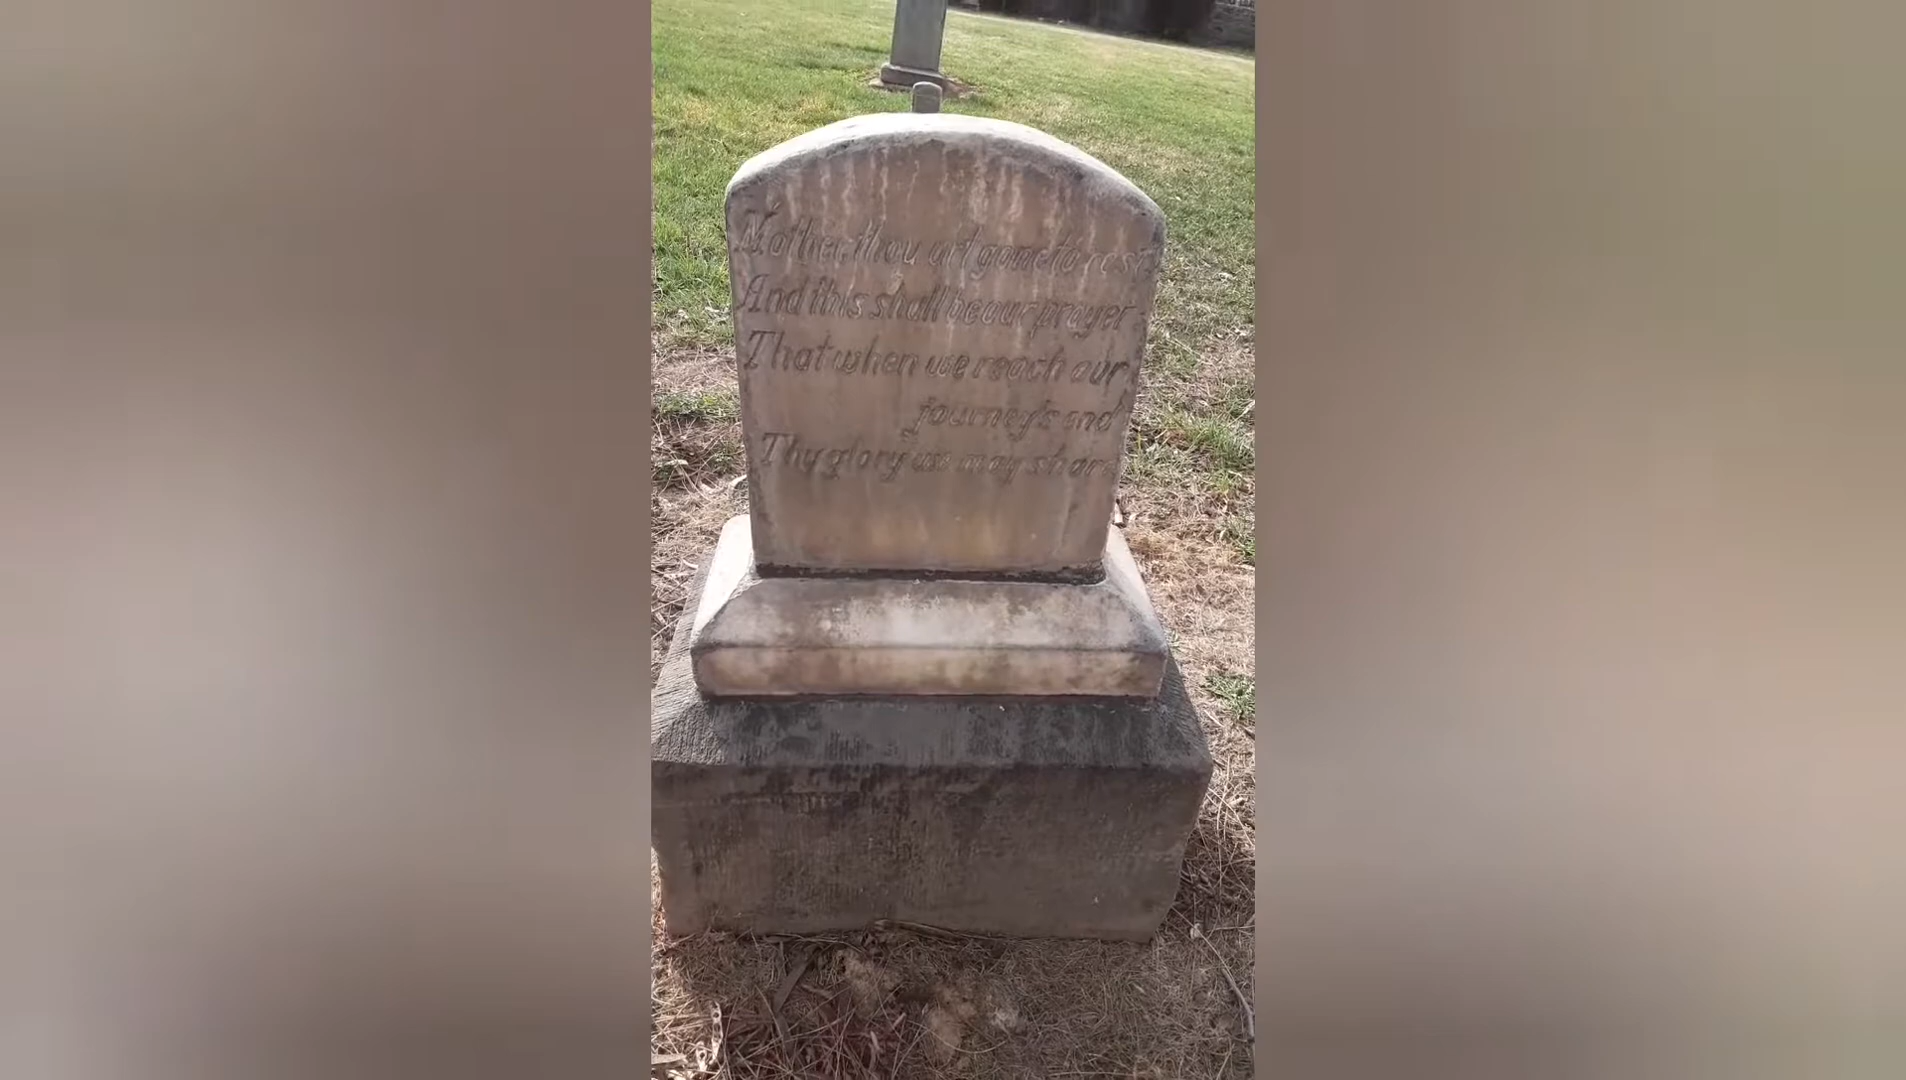 Mother, thou art gone to rest
And this shall be our prayer
That when we reach our
journey's end
Thy glory we may share